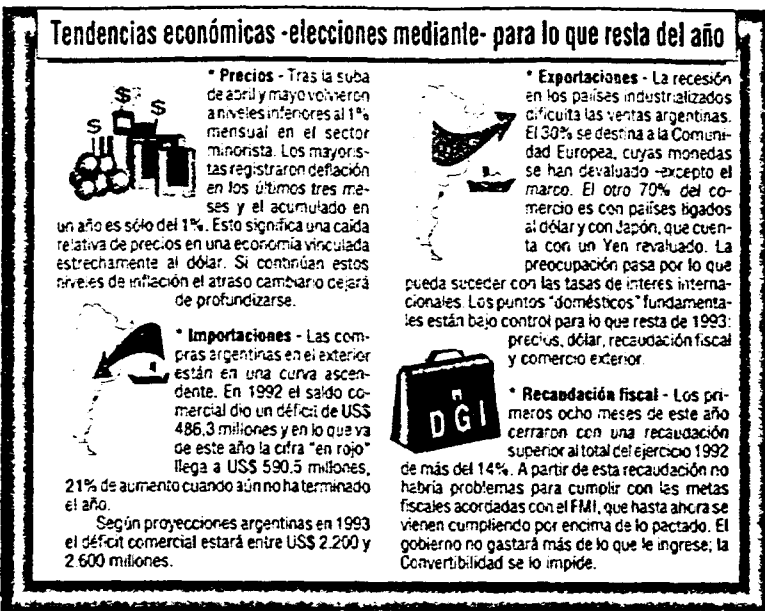 Tendencias económicas -elecciones mediante- para lo que resta del año
* Precios - Tras la suba
de abril y mayo volvieron
a niveles inferiores al 1%
mensual en el sector
minorista. Los mayoris-
tas registraron deflación
en los últimos tres me-
ses y el acumulado en
un año es sólo del 1%. Esto significa una caída
relativa de precios en una economía vinculada
estrechamente al dólar. Si continúan estos
niveles de inflación el atraso cambiario dejará
de profundizarse.
* Importaciones - Las com-
pras argentinas en el exterior
están en una curva ascen-
dente. En 1992 el saldo co-
mercial dio un déficit de US$
486,3 millones y en lo que va
de este año la cifra "en rojo"
llega a US$ 590.5 millones,
21% de aumento cuando aún no ha terminado
el año.
Según proyecciones argentinas en 1993
el déficit comercial estará entre US$ 2.200 y
2.600 millones.
* Exportaciones - La recesión
en los países industrializados
dificulta las ventas argentinas.
El 30% se destina a la Comuni-
dad Europea, cuyas monedas
se han devaluado -excepto el
marco. El otro 70% del co-
mercio es con países ligados
al dólar y con Japón, que cuen-
ta con un Yen revaluado. La
preocupación pasa por lo que
pueda suceder con las tasas de interes interna-
cionales. Los puntos "domésticos" fundamenta-
les están bajo control para lo que resta de 1993:
precios, dólar, recaudación fiscal
y comercio exterior.
DGI
* Recaudación fiscal - Los pri-
meros ocho meses de este año
cerraron con una recaudación
superior al total del ejercicio 1992
de más del 14%. A partir de esta recaudación no
habría problemas para cumplir con las metas
fiscales acordadas con el FMI, que hasta ahora se
vienen cumpliendo por encima de lo pactado. El
gobierno no gastará más de lo que le ingrese; la
Convertibilidad se lo impide.